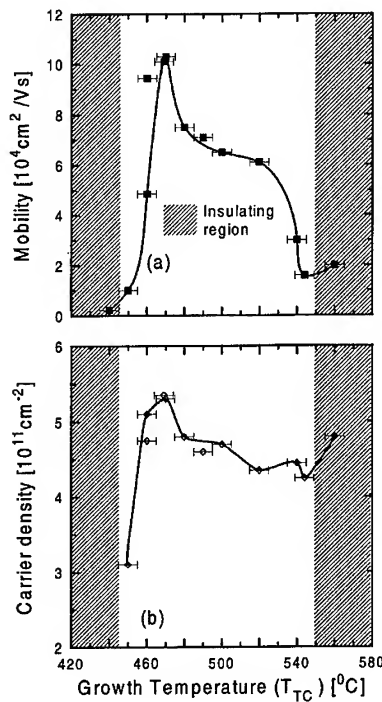 12
10
8
6
4
2
0
Mobility [10⁴cm²/Vs]
Insulating
region
(a)
6
5
4
3
2
Carrier density [10¹¹cm⁻²]
(b)
420 460 500 540 580
Growth Temperature (T_TC) [⁰C]